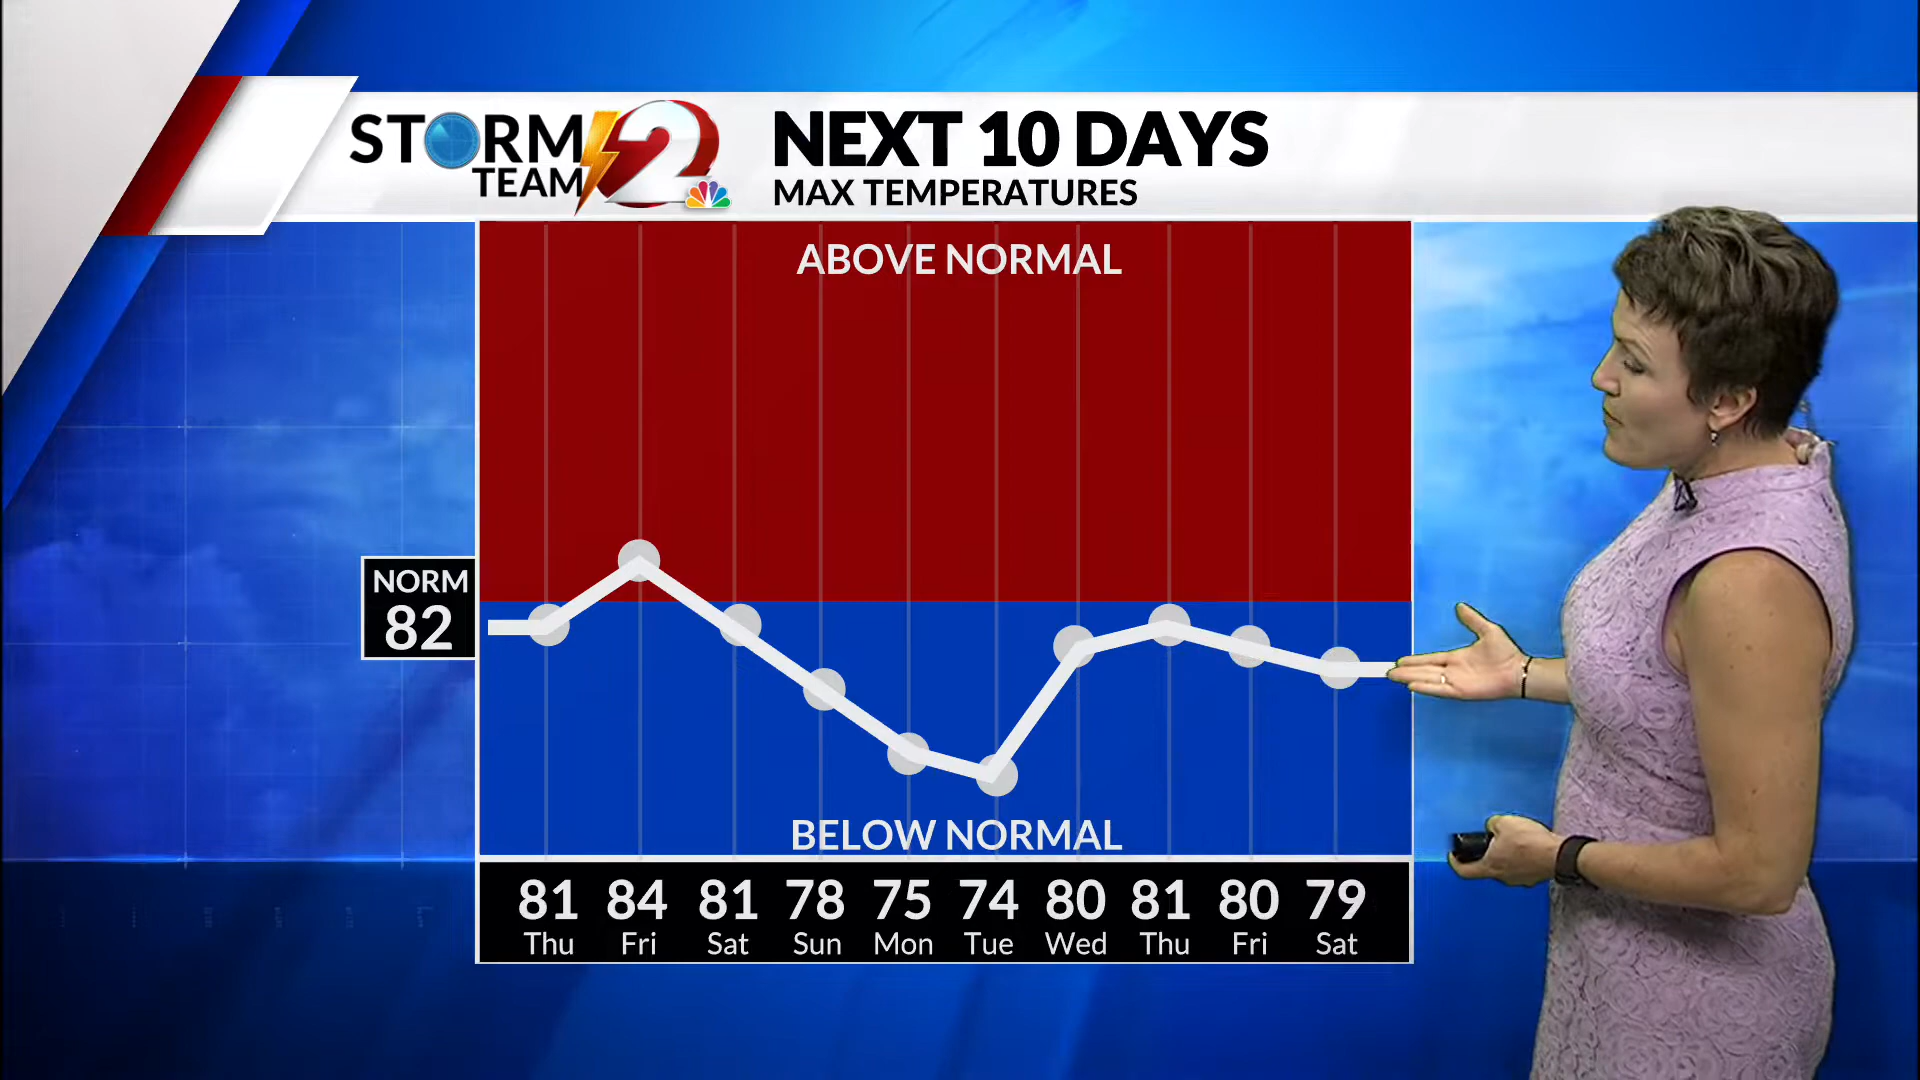 STORM
TEAM
2
NEXT 10 DAYS
MAX TEMPERATURES
ABOVE NORMAL
NORM
82
BELOW NORMAL
81 84 81 78 75 74 80 81 80 79
Thu Fri Sat Sun Mon Tue Wed Thu Fri Sat